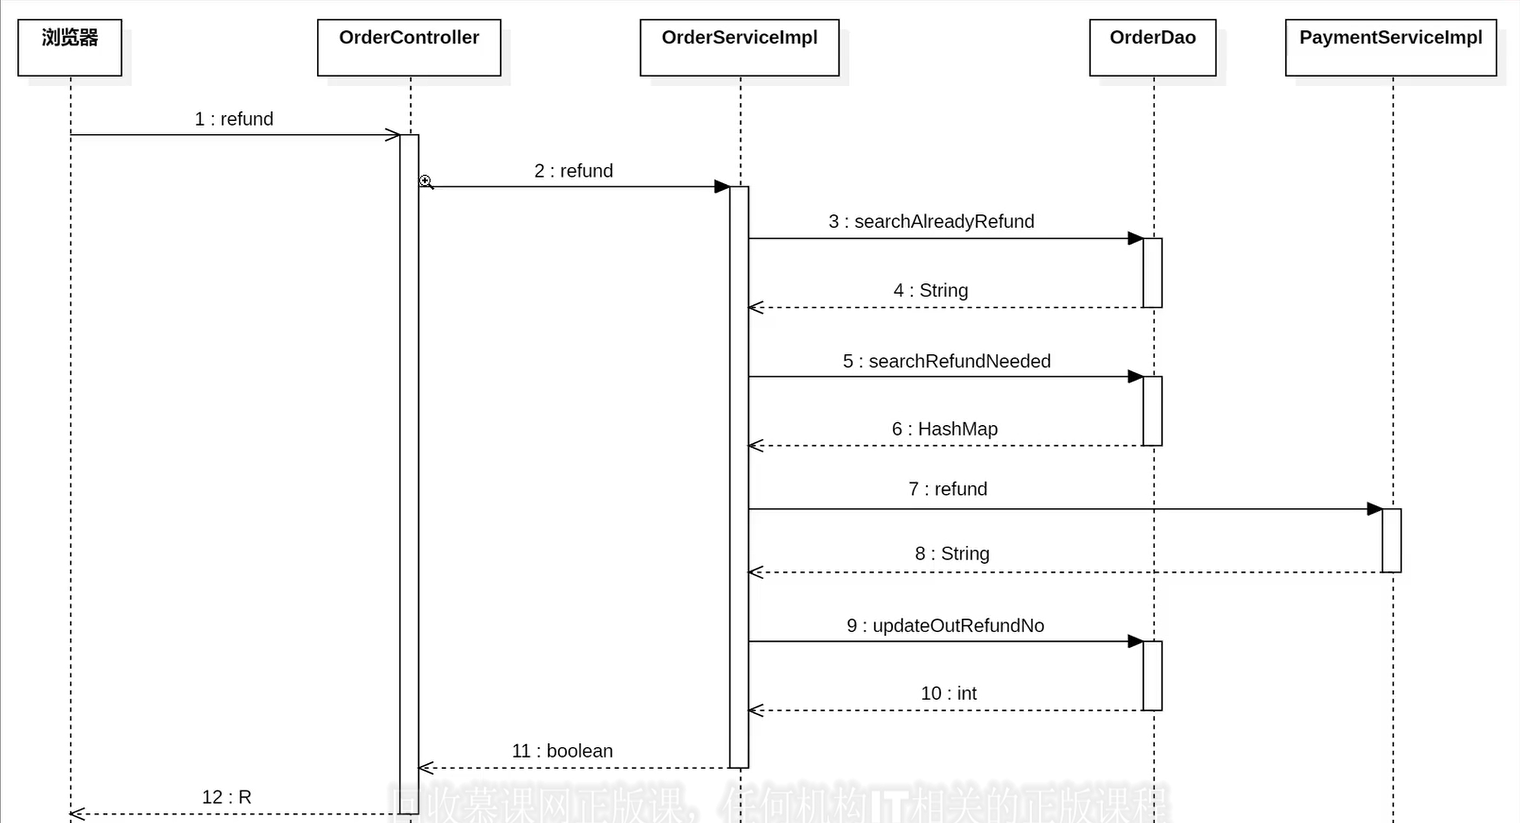 浏览器
OrderController
OrderServiceImpl
OrderDao
PaymentServiceImpl
1 : refund
2 : refund
3 : searchAlreadyRefund
4 : String
5 : searchRefundNeeded
6 : HashMap
7 : refund
8 : String
9 : updateOutRefundNo
10 : int
11 : boolean
12 : R
回收慕课网正版课，任何机构IT相关的正版课程